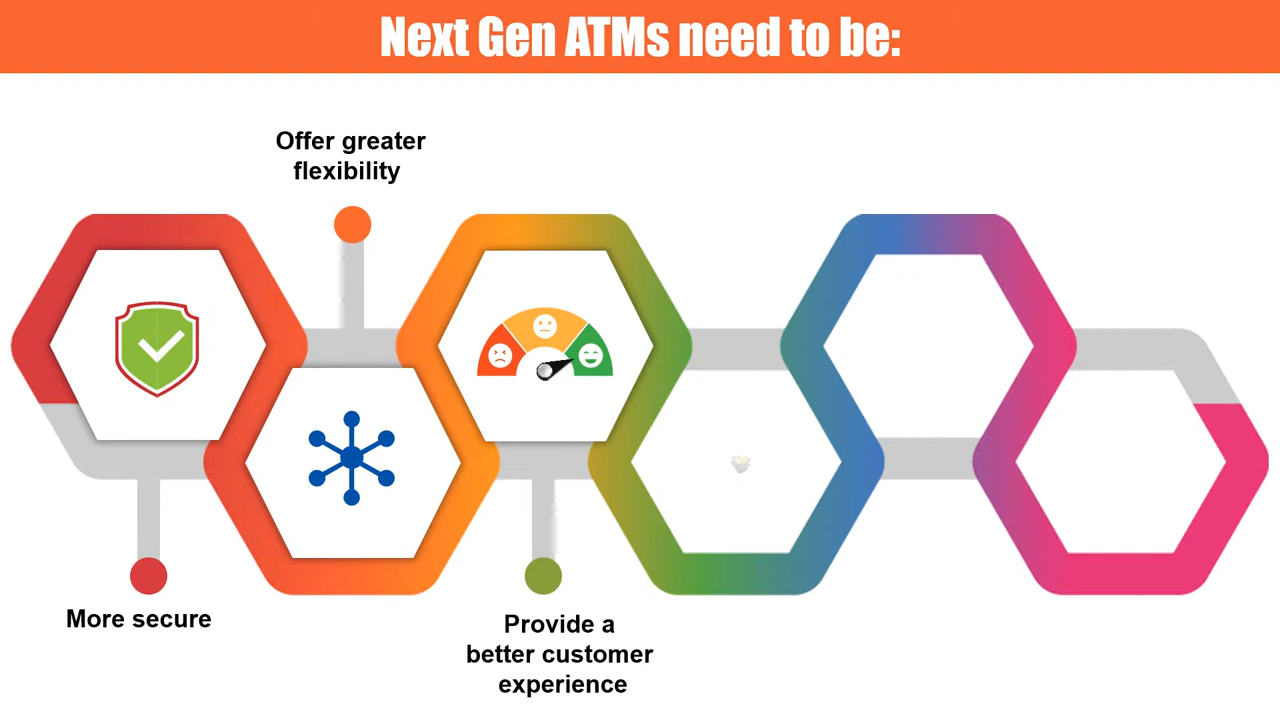 Next Gen ATMs need to be:
Offer greater
flexibility
More secure
Provide a
better customer
experience